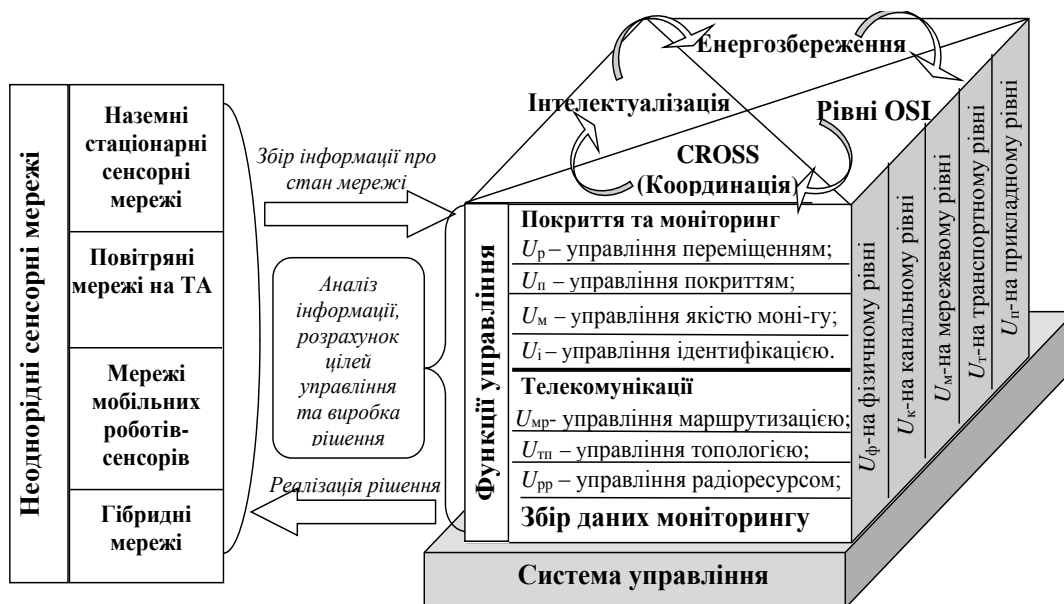 Неоднорідні сенсорні мережі
Наземні
стаціонарні
сенсорні
мережі
Повітряні
мережі на ТА
Мережі
мобільних
роботів-
сенсорів
Гібридні
мережі
Збір інформації про
стан мережі
Аналіз
інформації,
розрахунок
цілей
управління
та виробка
рішення
Реалізація рішення
Енергозбереження
Інтелектуалізація
Рівні OSI
CROSS
(Координація)
Функції управління
Покриття та моніторинг
Uр – управління переміщенням;
Uп – управління покриттям;
Uм – управління якістю моні-гу;
Uі – управління ідентифікацією.
Телекомунікації
Uмр- управління маршрутизацією;
Uтп – управління топологією;
Uрр – управління радіоресурсом;
Збір даних моніторингу
Uф-на фізичному рівні
Uк-на канальному рівні
Uм-на мережевому рівні
Uт-на транспортному рівні
Uп-на прикладному рівні
Система управління